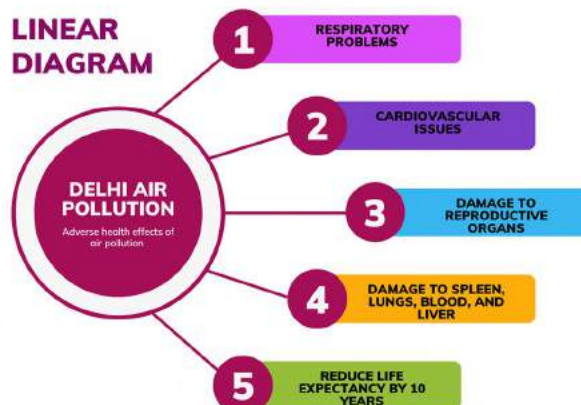 LINEAR
DIAGRAM
DELHI AIR
POLLUTION
Adverse health effects of
air pollution
1
RESPIRATORY
PROBLEMS
2
CARDIOVASCULAR
ISSUES
3
DAMAGE TO
REPRODUCTIVE
ORGANS
4
DAMAGE TO SPLEEN,
LUNGS, BLOOD, AND
LIVER
5
REDUCE LIFE
EXPECTANCY BY 10
YEARS